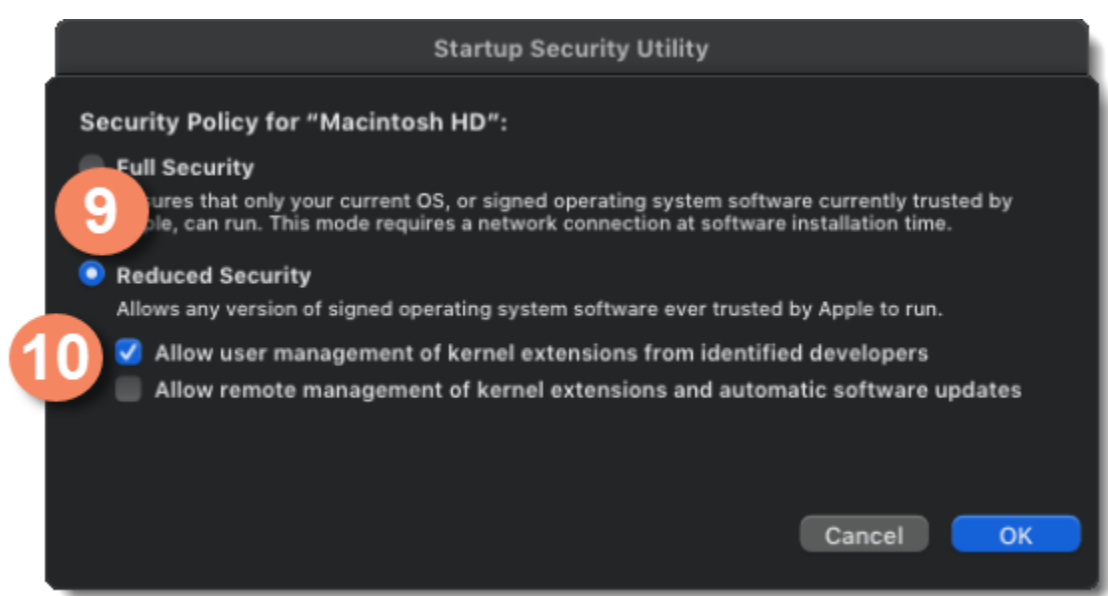 Startup Security Utility
Security Policy for “Macintosh HD”:
Full Security
that only your current OS, or signed operating system software currently trusted by
can run. This mode requires a network connection at software installation time.
9
Reduced Security
Allows any version of signed operating system software ever trusted by Apple to run.
10
Allow user management of kernel extensions from identified developers
Allow remote management of kernel extensions and automatic software updates
Cancel
OK